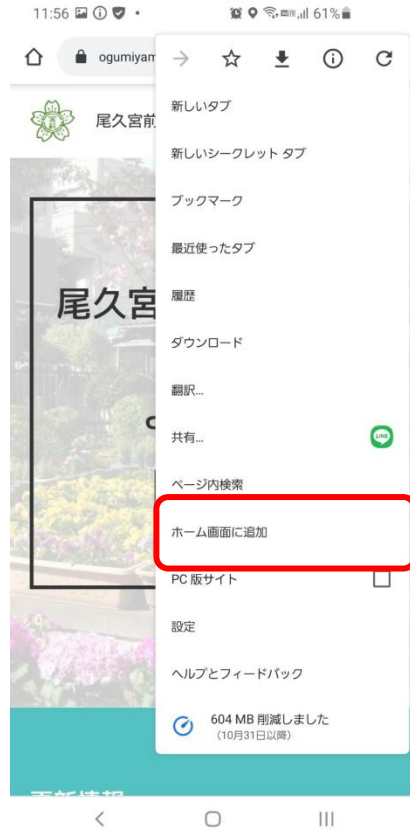 11:56
61%
ogumiyam
尾久宮前
尾久宮
新しいタブ
新しいシークレット タブ
ブックマーク
最近使ったタブ
履歴
ダウンロード
翻訳...
共有...
LINE
ページ内検索
ホーム画面に追加
PC 版サイト
設定
ヘルプとフィードバック
604 MB 削減しました
(10月31日以降)
更新情報